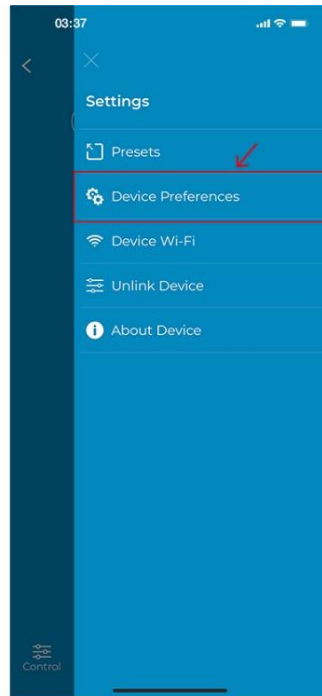 03:37
Settings
Presets
Device Preferences
Device Wi-Fi
Unlink Device
About Device
Control